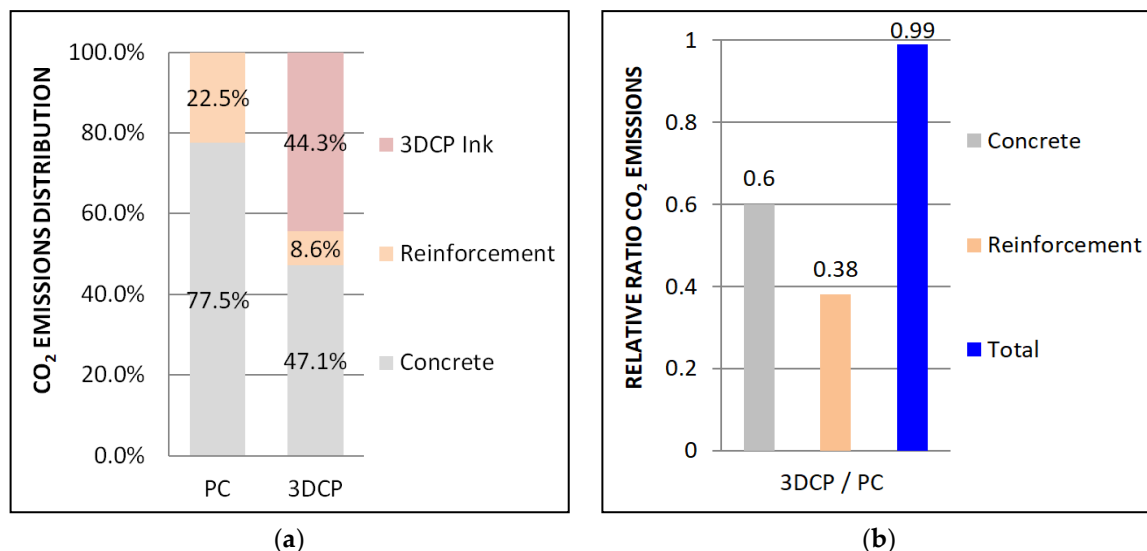 CO₂ EMISSIONS DISTRIBUTION
100.0%
80.0%
60.0%
40.0%
20.0%
0.0%
22.5%
77.5%
44.3%
8.6%
47.1%
PC
3DCP
3DCP Ink
Reinforcement
Concrete
(a)
RELATIVE RATIO CO₂ EMISSIONS
1
0.8
0.6
0.4
0.2
0
0.6
0.38
0.99
3DCP / PC
Concrete
Reinforcement
Total
(b)